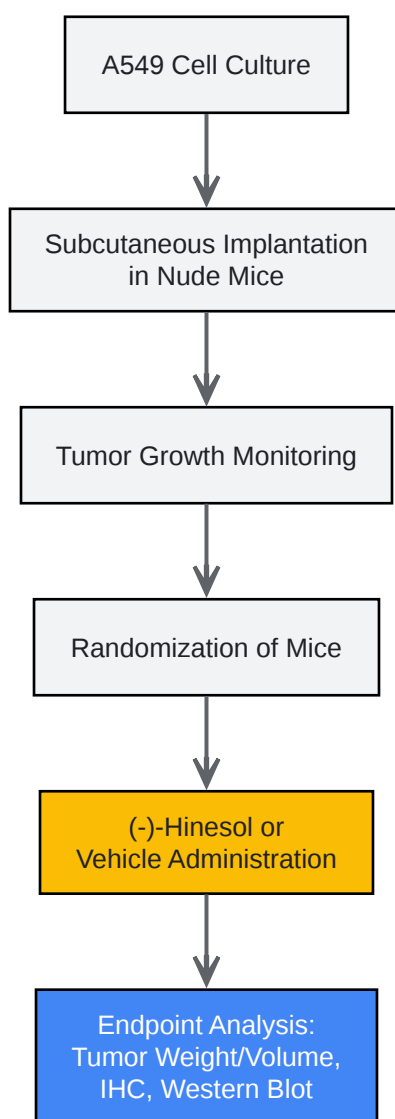 A549 Cell Culture
Subcutaneous Implantation
in Nude Mice
Tumor Growth Monitoring
Randomization of Mice
(-)-Hinesol or
Vehicle Administration
Endpoint Analysis:
Tumor Weight/Volume,
IHC, Western Blot